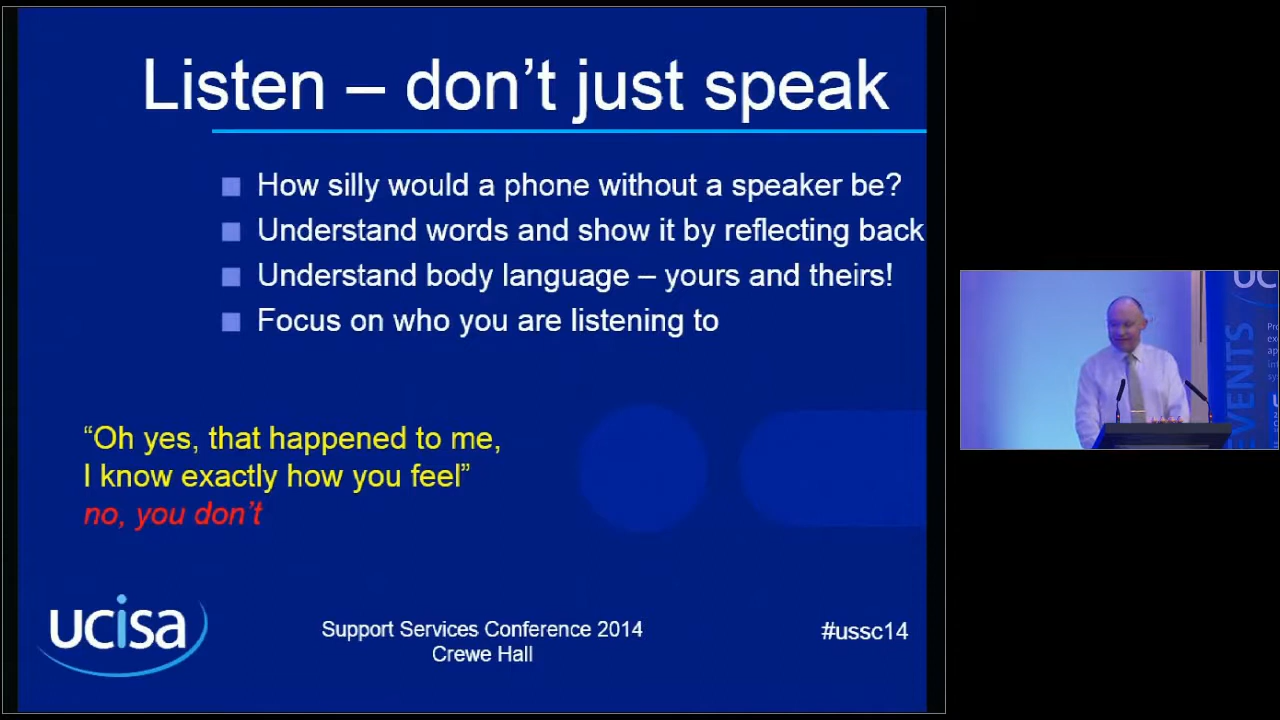 Listen – don’t just speak
How silly would a phone without a speaker be?
Understand words and show it by reflecting back
Understand body language – yours and theirs!
Focus on who you are listening to
“Oh yes, that happened to me,
I know exactly how you feel”
no, you don’t
ucisa
Support Services Conference 2014
Crewe Hall
#ussc14
UC
EVENTS